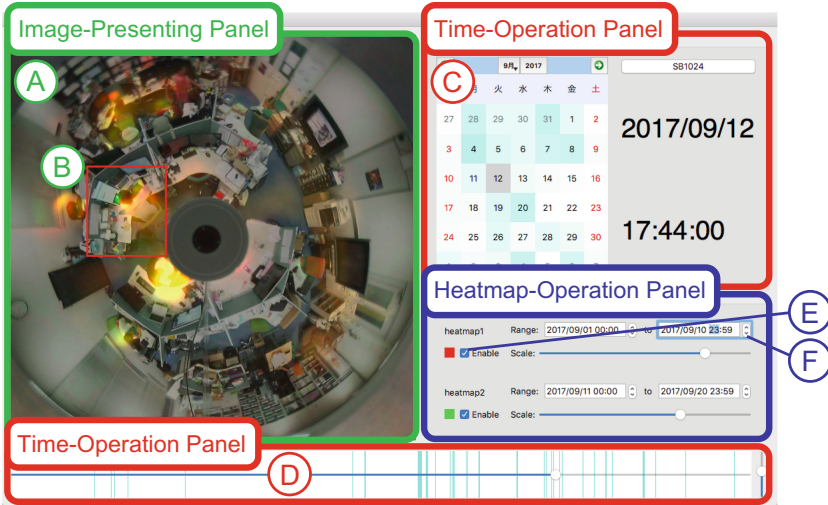 Image-Presenting Panel
A
B
Time-Operation Panel
C
9月 2017
SB1024
月 火 水 木 金 土
27 28 29 30 31 1 2
3 4 5 6 7 8 9
10 11 12 13 14 15 16
17 18 19 20 21 22 23
24 25 26 27 28 29 30
2017/09/12
17:44:00
Heatmap-Operation Panel
E
F
heatmap1 Range: 2017/09/01 00:00 to 2017/09/10 23:59
Enable Scale:
heatmap2 Range: 2017/09/11 00:00 to 2017/09/20 23:59
Enable Scale:
Time-Operation Panel
D